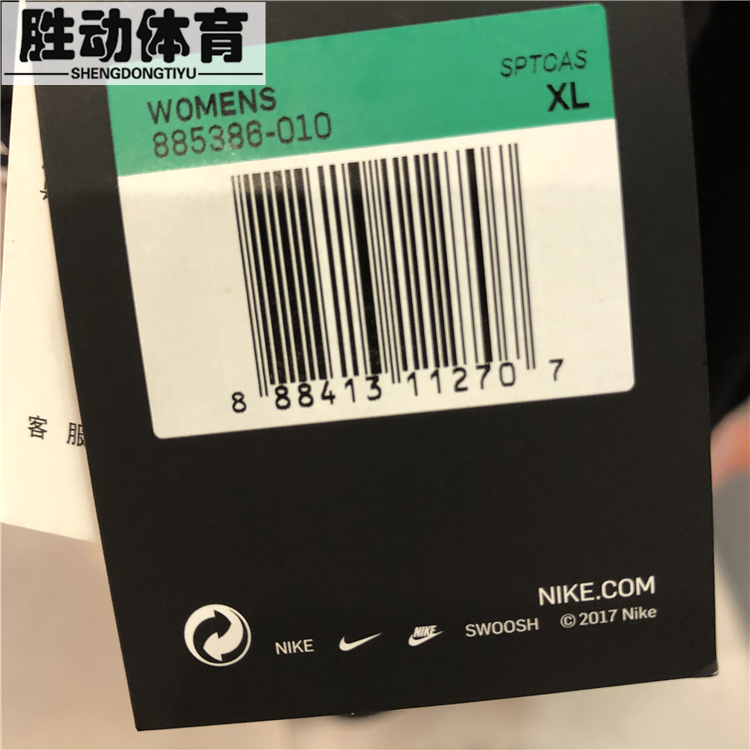 胜动体育
SHENGDONGTIYU
SPTCAS
WOMENS
XL
885386-010
8 88413 11270 7
客 服
NIKE.COM
NIKE NIKE SWOOSH © 2017 Nike